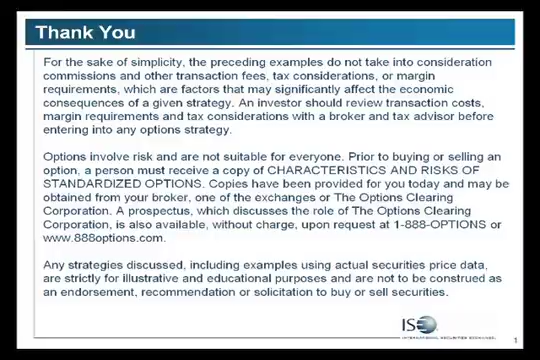 Thank You
For the sake of simplicity, the preceding examples do not take into consideration
commissions and other transaction fees, tax considerations, or margin
requirements, which are factors that may significantly affect the economic
consequences of a given strategy. An investor should review transaction costs,
margin requirements and tax considerations with a broker and tax advisor before
entering into any options strategy.
Options involve risk and are not suitable for everyone. Prior to buying or selling an
option, a person must receive a copy of CHARACTERISTICS AND RISKS OF
STANDARDIZED OPTIONS. Copies have been provided for you today and may be
obtained from your broker, one of the exchanges or The Options Clearing
Corporation. A prospectus, which discusses the role of The Options Clearing
Corporation, is also available, without charge, upon request at 1-888-OPTIONS or
www.888options.com.
Any strategies discussed, including examples using actual securities price data,
are strictly for illustrative and educational purposes and are not to be construed as
an endorsement, recommendation or solicitation to buy or sell securities.
ISE
INTERNATIONAL SECURITIES EXCHANGE
1